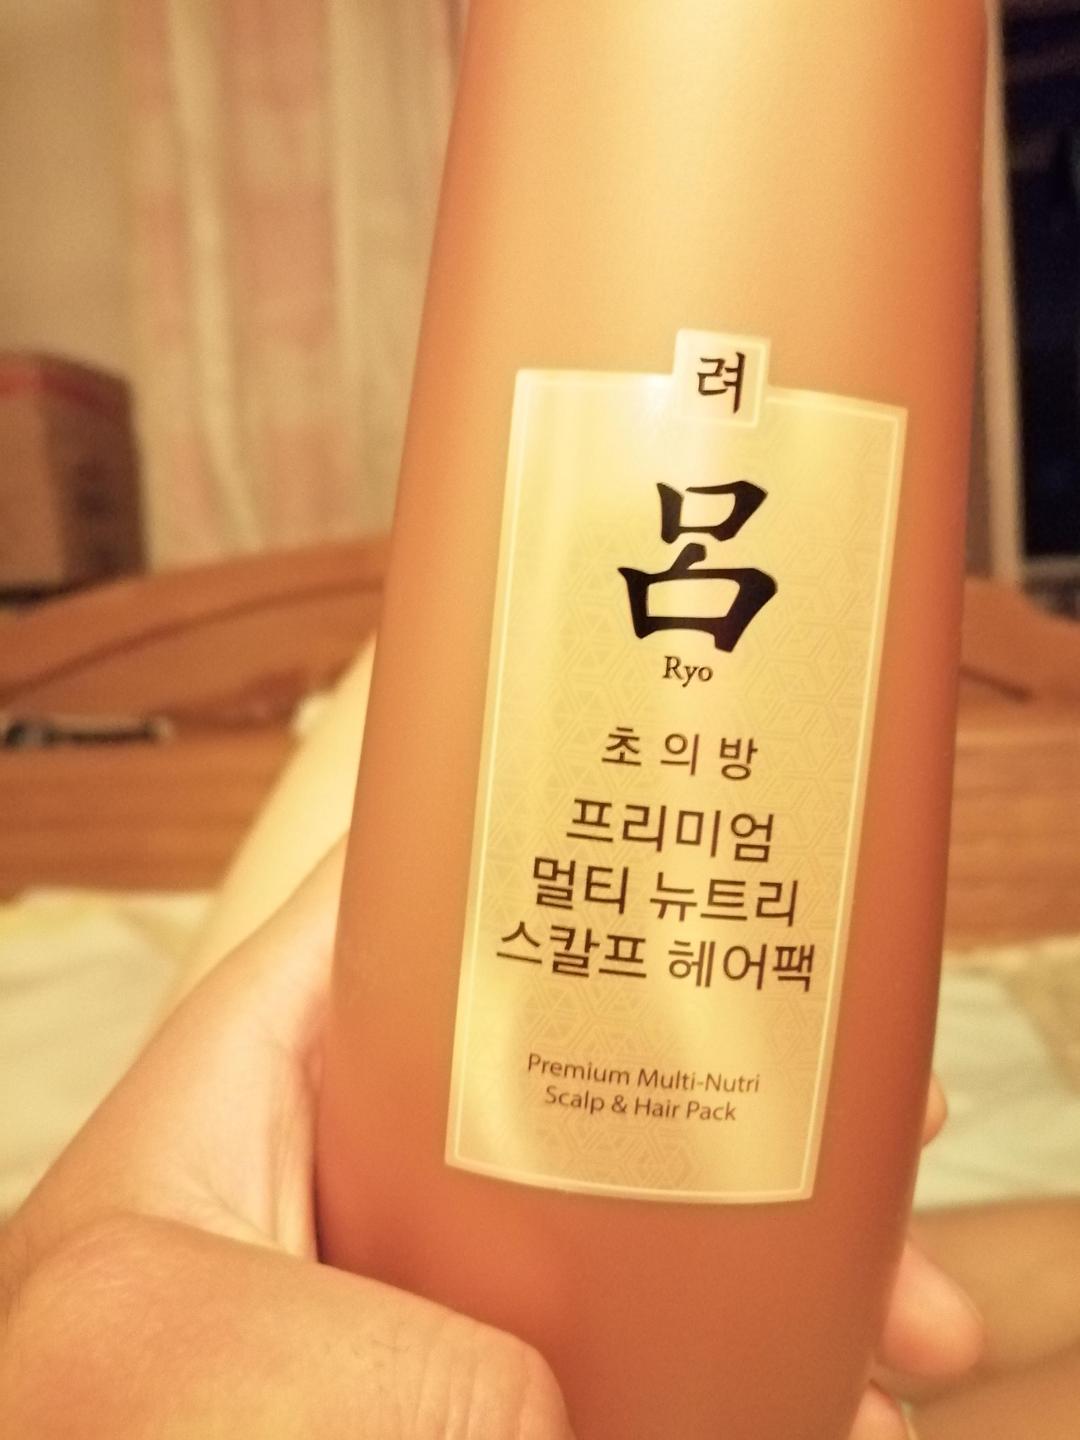 려
呂
Ryo
초의방
프리미엄
멀티 뉴트리
스칼프 헤어팩
Premium Multi-Nutri
Scalp & Hair Pack